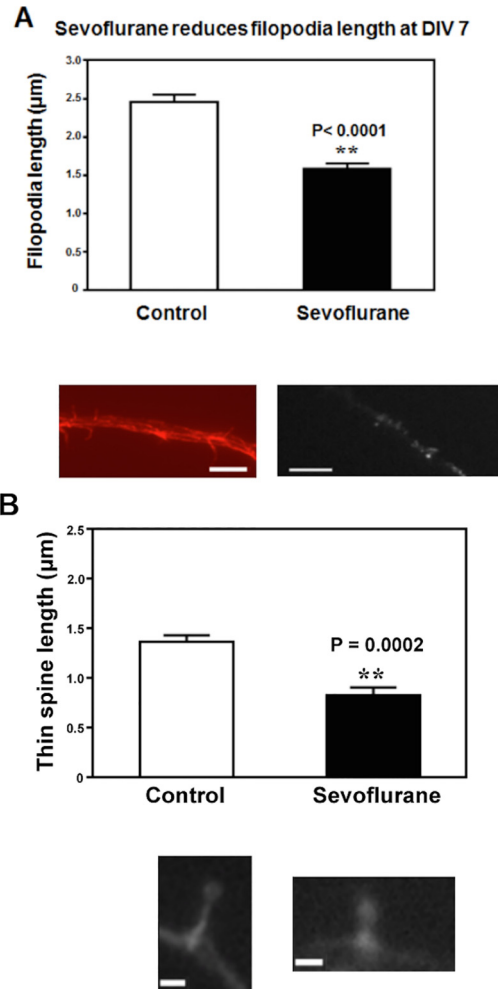 A
Sevoflurane reduces filopodia length at DIV 7
Filopodia length (µm)
3.0
2.5
2.0
1.5
1.0
0.5
0
P< 0.0001
**
Control
Sevoflurane
B
Thin spine length (µm)
2.5
2.0
1.5
1.0
0.5
0
P = 0.0002
**
Control
Sevoflurane